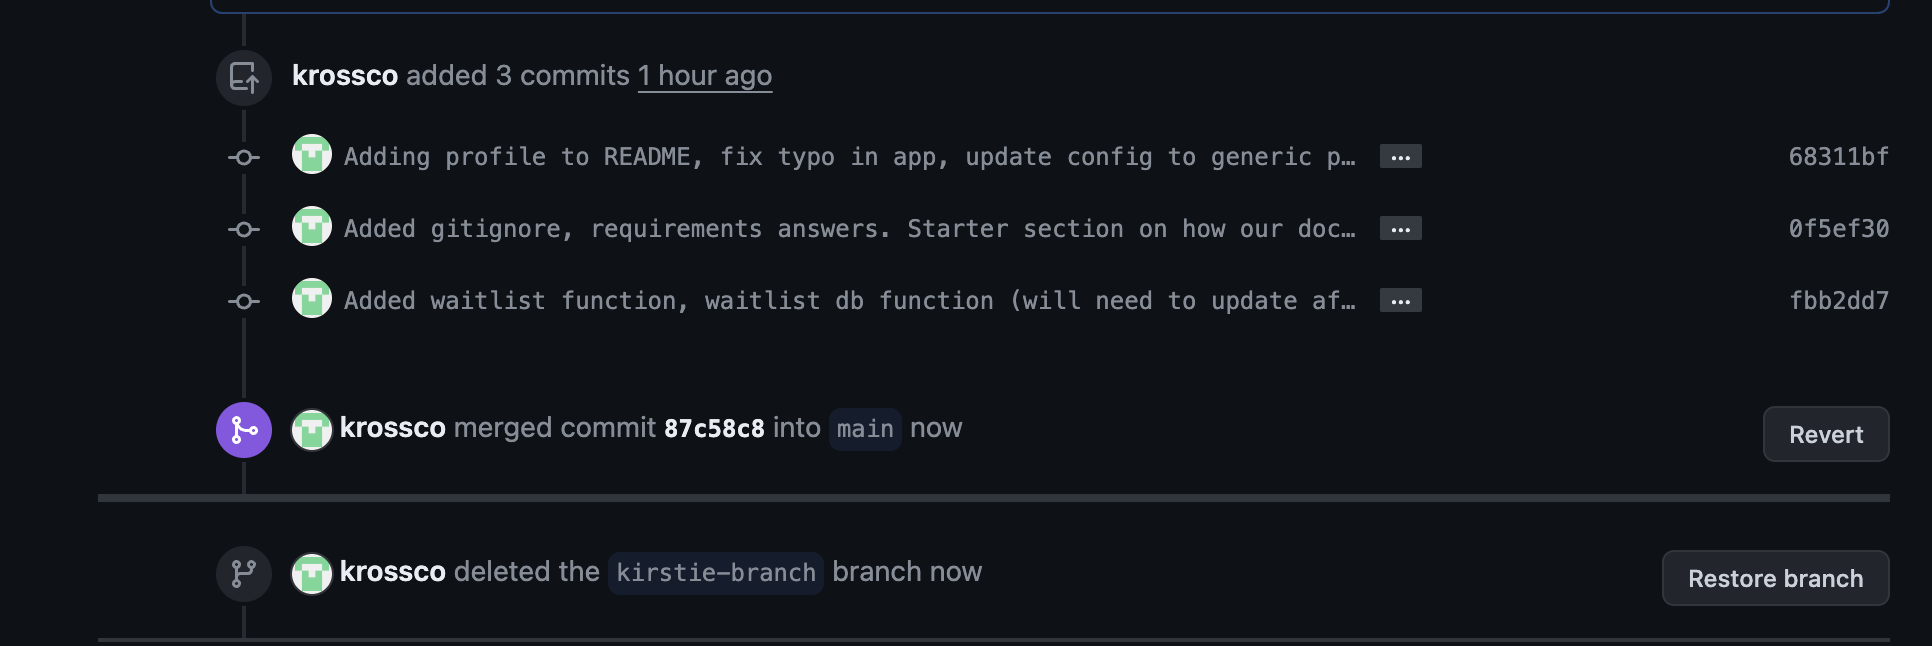 krossco added 3 commits 1 hour ago
Adding profile to README, fix typo in app, update config to generic p… … 68311bf
Added gitignore, requirements answers. Starter section on how our doc… … 0f5ef30
Added waitlist function, waitlist db function (will need to update af… … fbb2dd7
krossco merged commit 87c58c8 into main now Revert
krossco deleted the kirstie-branch branch now Restore branch